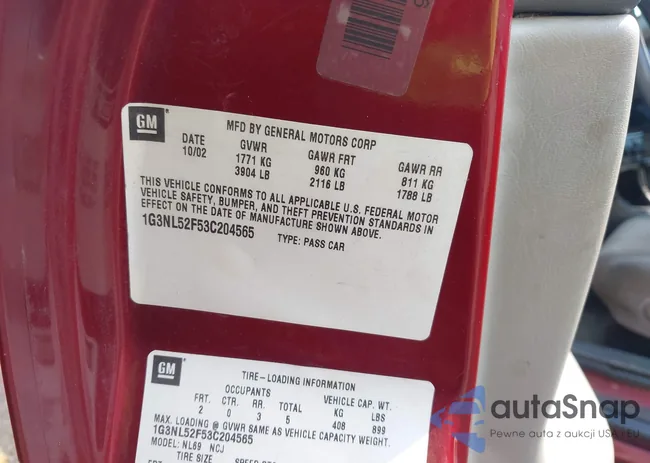 S
GM
MFD BY GENERAL MOTORS CORP
DATE GVWR GAWR FRT GAWR RR
10/02 1771 KG 960 KG 811 KG
3904 LB 2116 LB 1788 LB
THIS VEHICLE CONFORMS TO ALL APPLICABLE U.S. FEDERAL MOTOR
VEHICLE SAFETY, BUMPER, AND THEFT PREVENTION STANDARDS IN
EFFECT ON THE DATE OF MANUFACTURE SHOWN ABOVE.
1G3NL52F53C204565 TYPE: PASS CAR
GM
TIRE-LOADING INFORMATION
OCCUPANTS VEHICLE CAP. WT.
FRT. CTR. RR. TOTAL KG LBS
2 0 3 5 408 899
MAX. LOADING @ GVWR SAME AS VEHICLE CAPACITY WEIGHT.
1G3NL52F53C204565
MODEL: NL69 NCJ
TIRE SIZE
autoSnap
Pewne auta z aukcji USA i EU